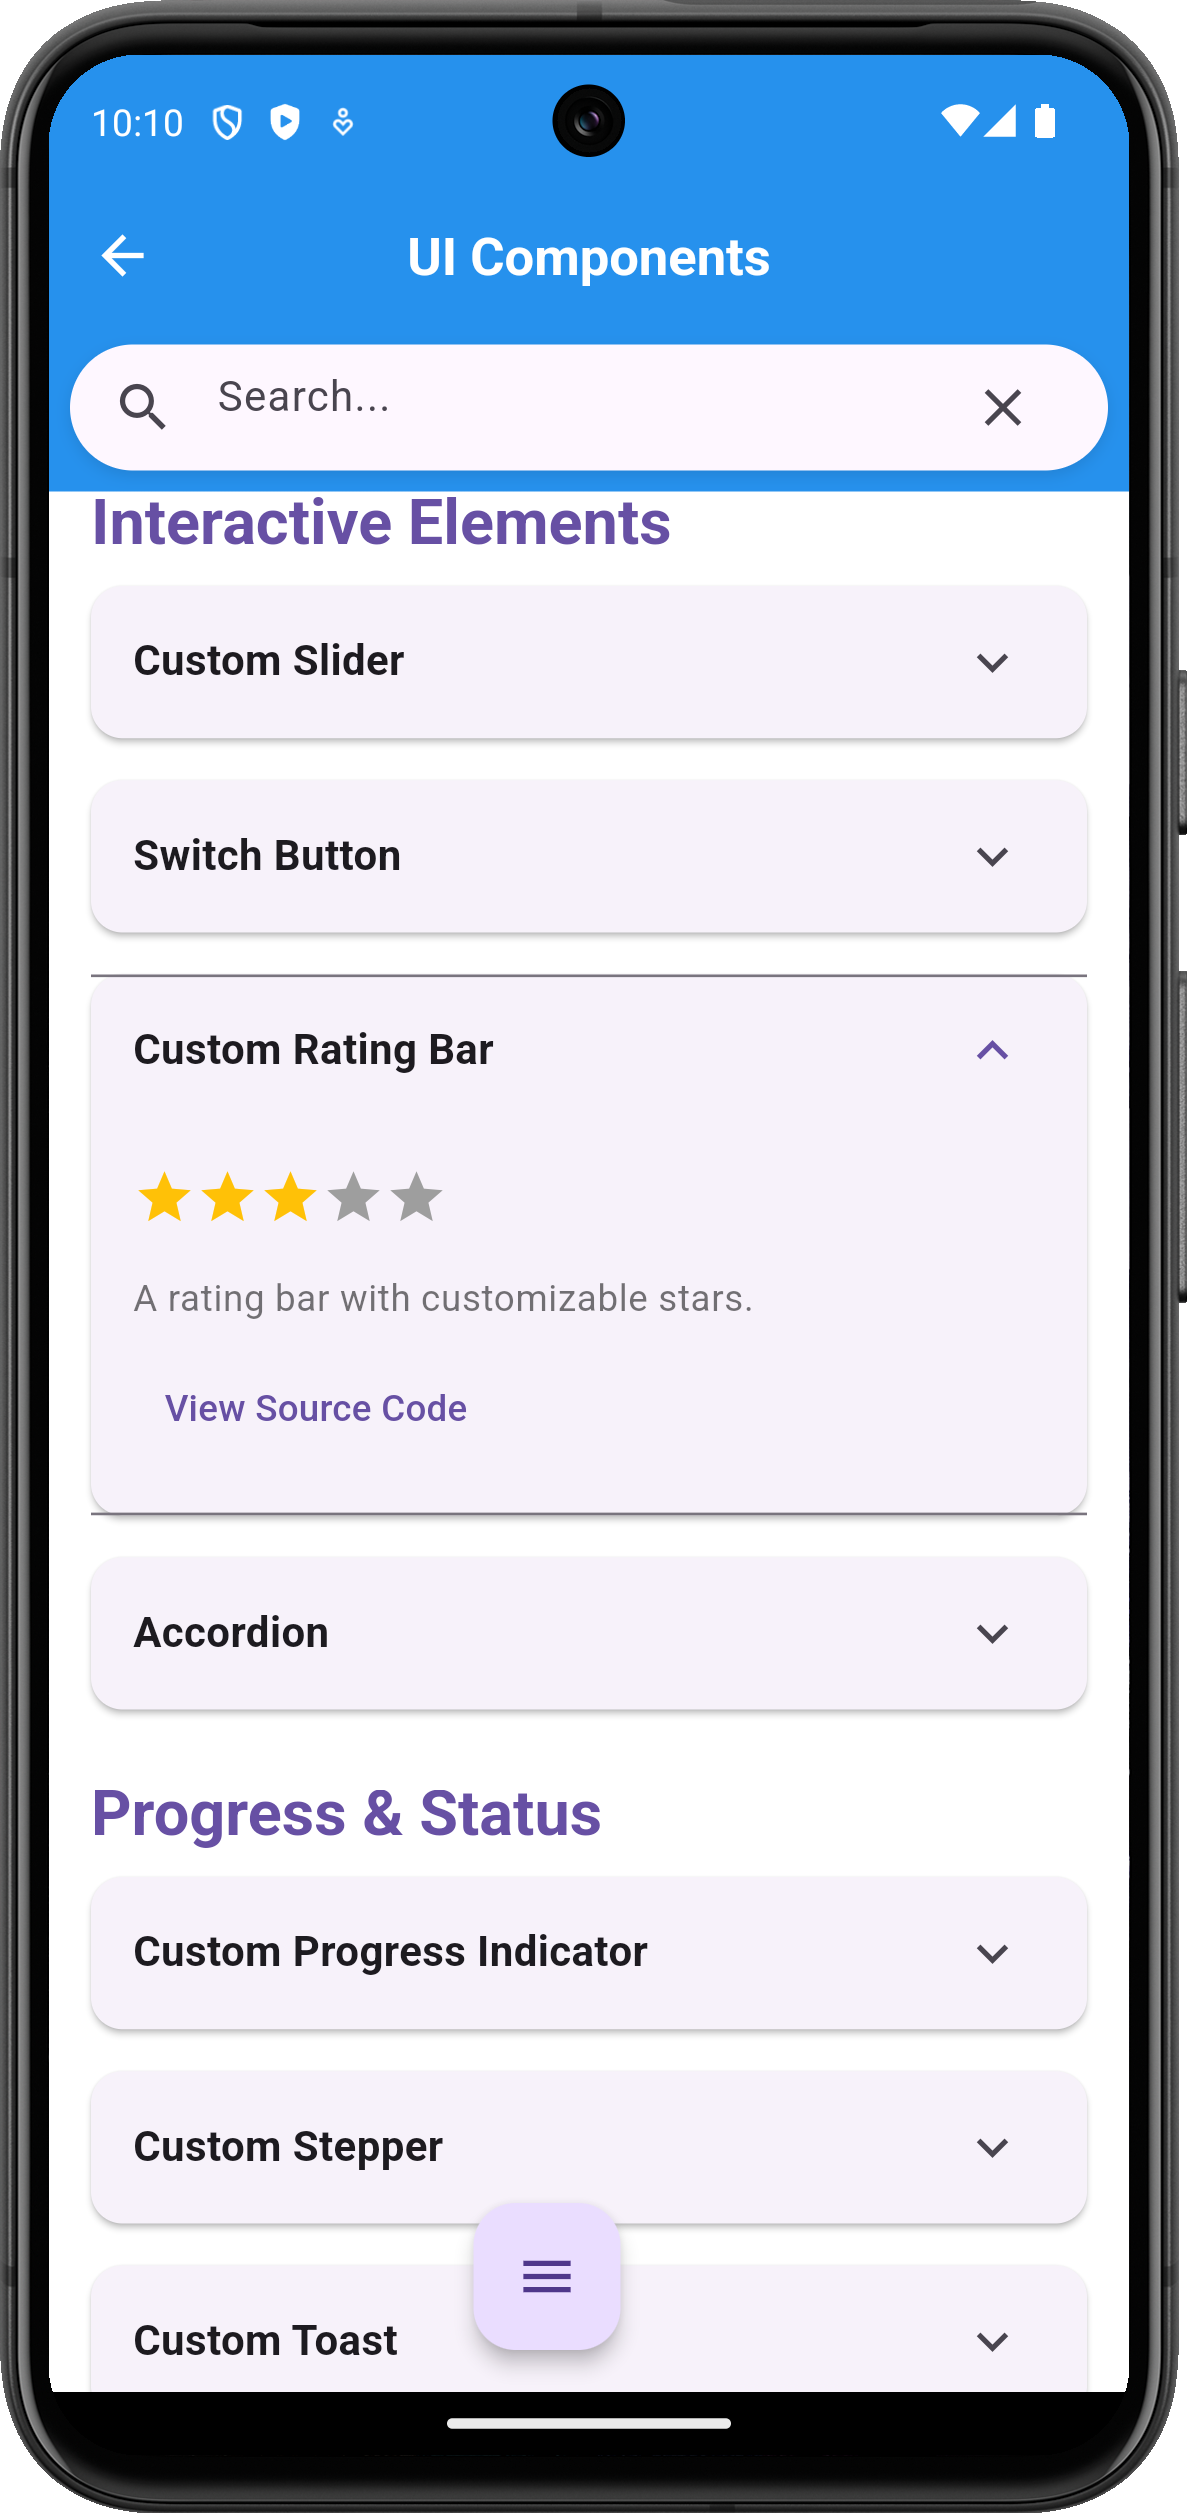 10:10
UI Components
Search...
Interactive Elements
Custom Slider
Switch Button
Custom Rating Bar
A rating bar with customizable stars.
View Source Code
Accordion
Progress & Status
Custom Progress Indicator
Custom Stepper
Custom Toast